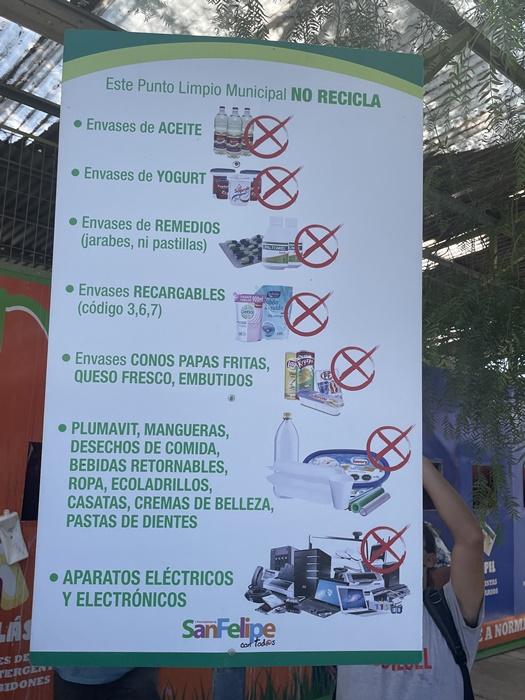 Este Punto Limpio Municipal NO RECICLA
• Envases de ACEITE
• Envases de YOGURT
• Envases de REMEDIOS
(jarabes, ni pastillas)
• Envases RECARGABLES
(código 3,6,7)
• Envases CONOS PAPAS FRITAS,
QUESO FRESCO, EMBUTIDOS
• PLUMAVIT, MANGUERAS,
DESECHOS DE COMIDA,
BEBIDAS RETORNABLES,
ROPA, ECOLADRILLOS,
CASATAS, CREMAS DE BELLEZA,
PASTAS DE DIENTES
• APARATOS ELÉCTRICOS
Y ELECTRÓNICOS
SanFelipe
con tod@s